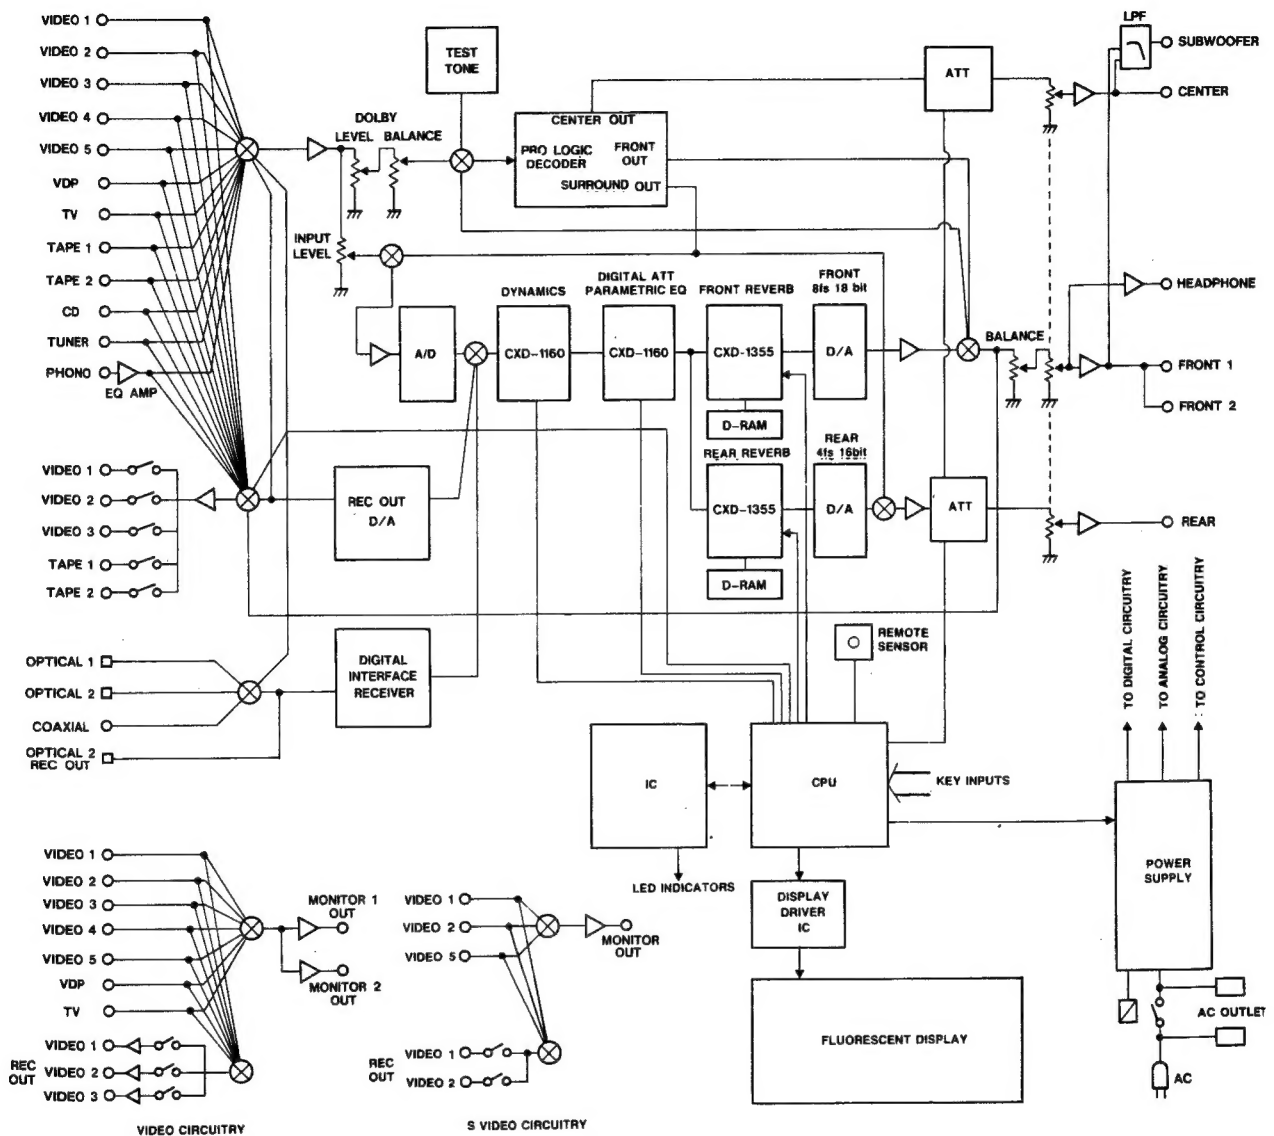 VIDEO 1
VIDEO 2
VIDEO 3
VIDEO 4
VIDEO 5
VDP
TV
TAPE 1
TAPE 2
CD
TUNER
PHONO
EQ AMP
TEST
TONE
DOLBY
LEVEL BALANCE
INPUT
LEVEL
CENTER OUT
PRO LOGIC
DECODER
FRONT
OUT
SURROUND OUT
ATT
LPF
SUBWOOFER
CENTER
HEADPHONE
BALANCE
FRONT 1
FRONT 2
A/D
DYNAMICS
CXD-1160
DIGITAL ATT
PARAMETRIC EQ
CXD-1160
FRONT REVERB
CXD-1355
D-RAM
FRONT
8fs 18 bit
D/A
REAR REVERB
CXD-1355
D-RAM
REAR
4fs 16bit
D/A
ATT
REAR
VIDEO 1
VIDEO 2
VIDEO 3
TAPE 1
TAPE 2
REC OUT
D/A
OPTICAL 1
OPTICAL 2
COAXIAL
OPTICAL 2
REC OUT
DIGITAL
INTERFACE
RECEIVER
REMOTE
SENSOR
IC
CPU
KEY INPUTS
LED INDICATORS
DISPLAY
DRIVER
IC
FLUORESCENT DISPLAY
TO DIGITAL CIRCUITRY
TO ANALOG CIRCUITRY
TO CONTROL CIRCUITRY
POWER
SUPPLY
AC OUTLET
AC
VIDEO 1
VIDEO 2
VIDEO 3
VIDEO 4
VIDEO 5
VDP
TV
MONITOR 1
OUT
MONITOR 2
OUT
REC
OUT
VIDEO 1
VIDEO 2
VIDEO 3
VIDEO CIRCUITRY
VIDEO 1
VIDEO 2
VIDEO 5
MONITOR
OUT
REC
OUT
VIDEO 1
VIDEO 2
S VIDEO CIRCUITRY